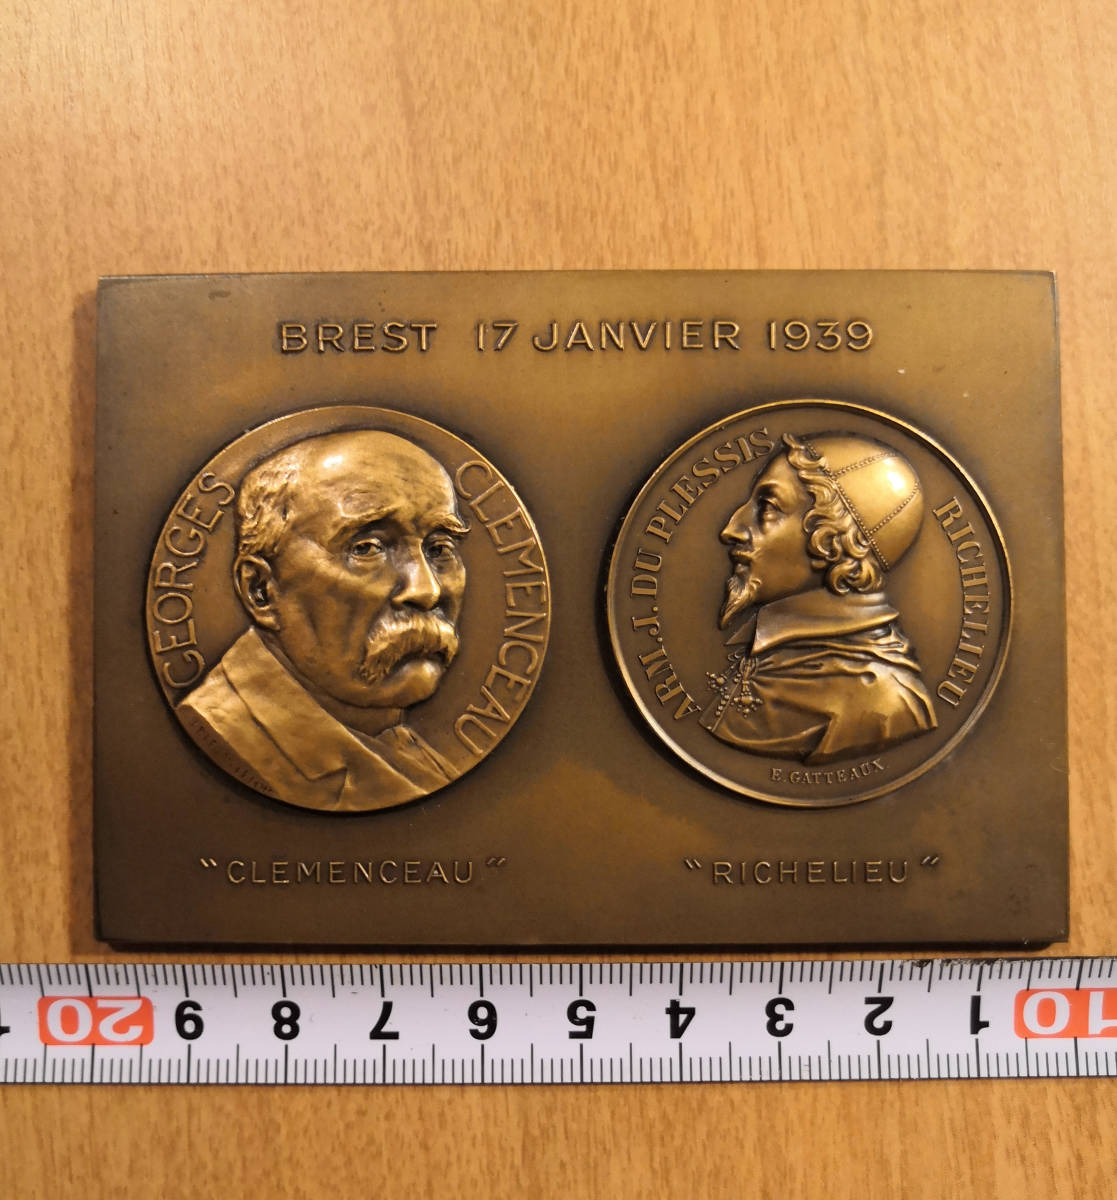 BREST 17 JANVIER 1939
GEORGES CLEMENCEAU
ARM. J. DU PLESSIS RICHELIEU
E. GATTEAUX.
"CLEMENCEAU" "RICHELIEU"
20 9 8 7 6 5 4 3 2 1 10